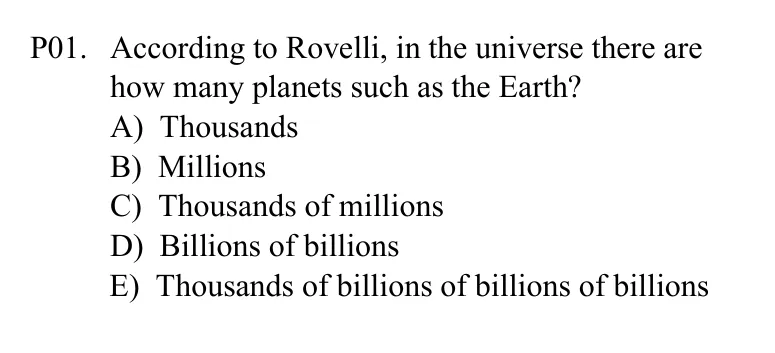 P01. According to Rovelli, in the universe there are
how many planets such as the Earth?
A) Thousands
B) Millions
C) Thousands of millions
D) Billions of billions
E) Thousands of billions of billions of billions